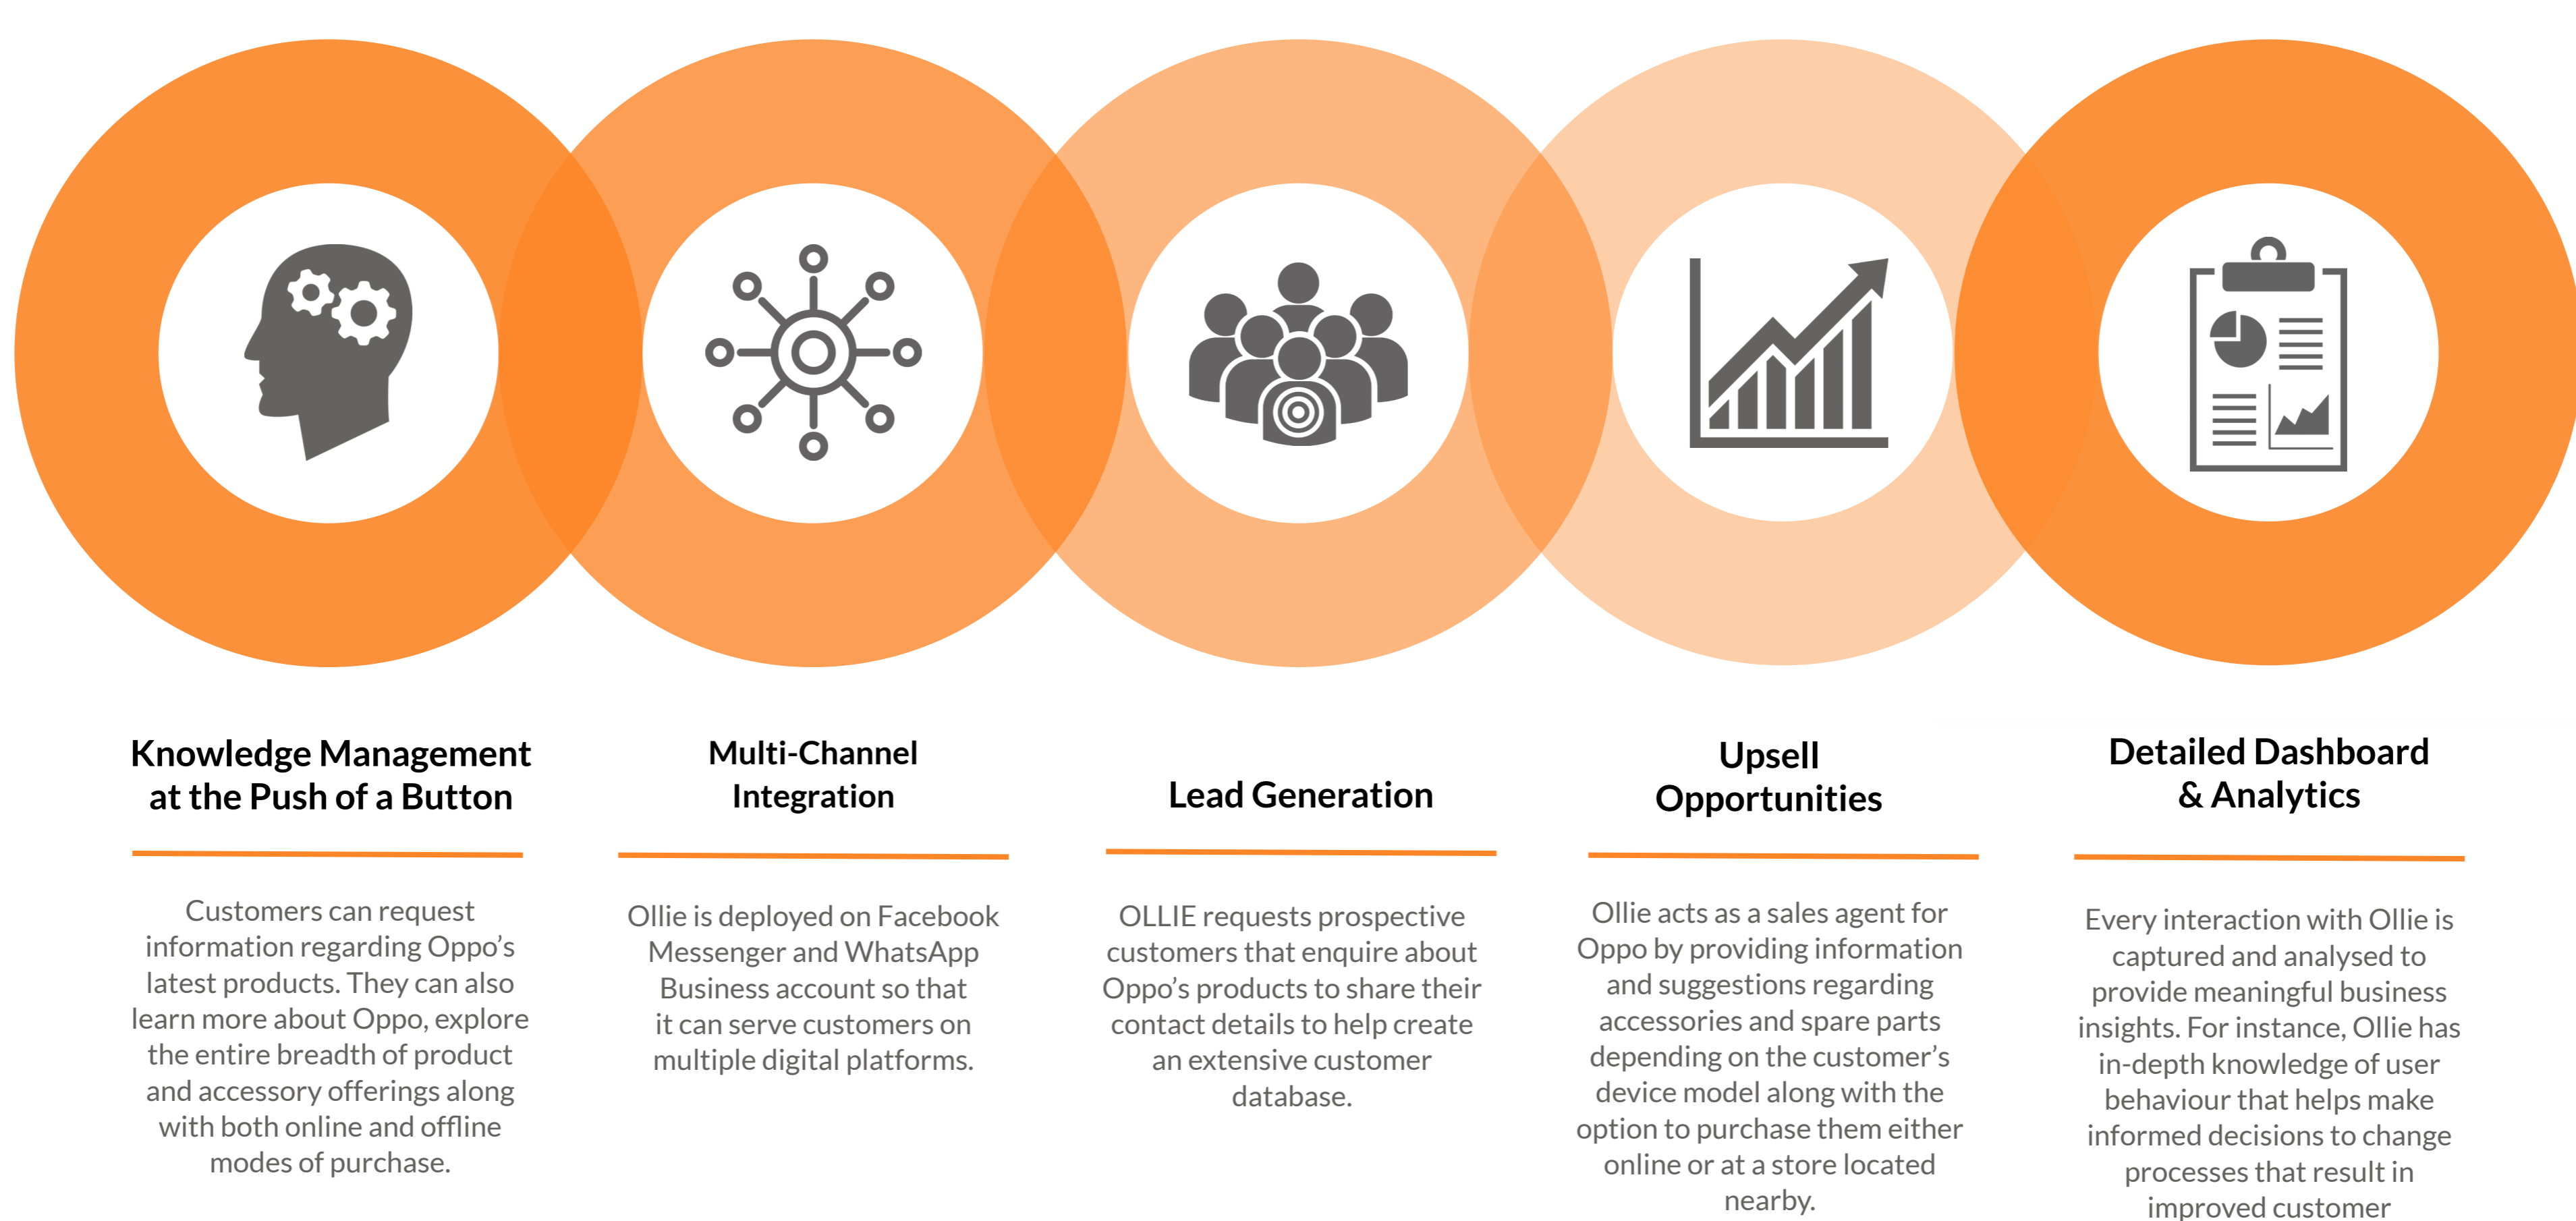 Knowledge Management
at the Push of a Button
Customers can request
information regarding Oppo’s
latest products. They can also
learn more about Oppo, explore
the entire breadth of product
and accessory offerings along
with both online and offline
modes of purchase.
Multi-Channel
Integration
Ollie is deployed on Facebook
Messenger and WhatsApp
Business account so that
it can serve customers on
multiple digital platforms.
Lead Generation
OLLIE requests prospective
customers that enquire about
Oppo’s products to share their
contact details to help create
an extensive customer
database.
Upsell
Opportunities
Ollie acts as a sales agent for
Oppo by providing information
and suggestions regarding
accessories and spare parts
depending on the customer’s
device model along with the
option to purchase them either
online or at a store located
nearby.
Detailed Dashboard
& Analytics
Every interaction with Ollie is
captured and analysed to
provide meaningful business
insights. For instance, Ollie has
in-depth knowledge of user
behaviour that helps make
informed decisions to change
processes that result in
improved customer